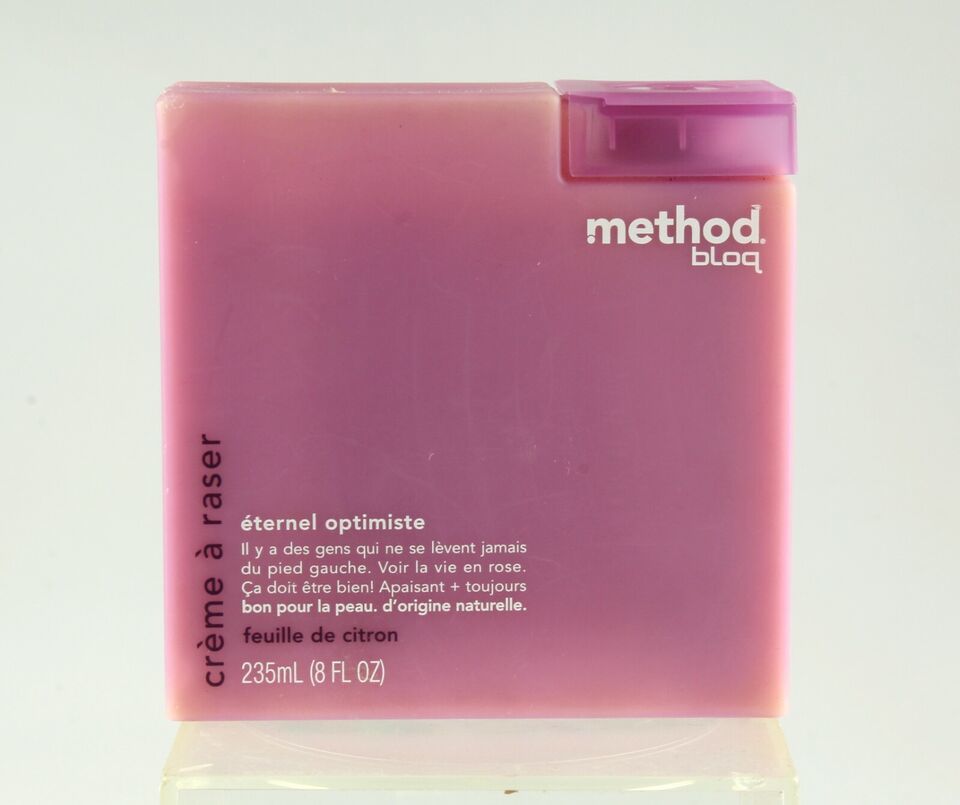 method®
bloq
crème à raser
éternel optimiste
Il y a des gens qui ne se lèvent jamais
du pied gauche. Voir la vie en rose.
Ça doit être bien! Apaisant + toujours
bon pour la peau. d'origine naturelle.
feuille de citron
235mL (8 FL OZ)